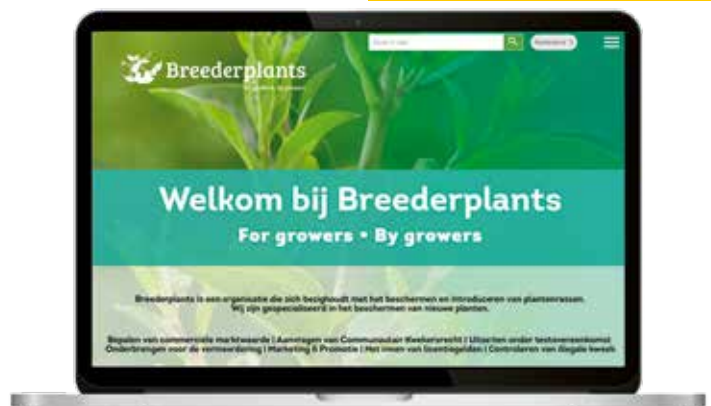 Breederplants
Welkom bij Breederplants
For growers • By growers
Breederplants is een organisatie die zich bezighoudt met het beschermen en introduceren van plantenrassen.
Wij zijn gespecialiseerd in het beschermen van nieuwe planten.
Bepalen van commerciële marktwaarde | Aanvragen van Communautair Kwekersrecht | Uitzetten onder testovereenkomst
Onderbrengen voor de vermeerdering | Marketing & Promotie | Het innen van licentiegelden | Controleren van illegale kweek